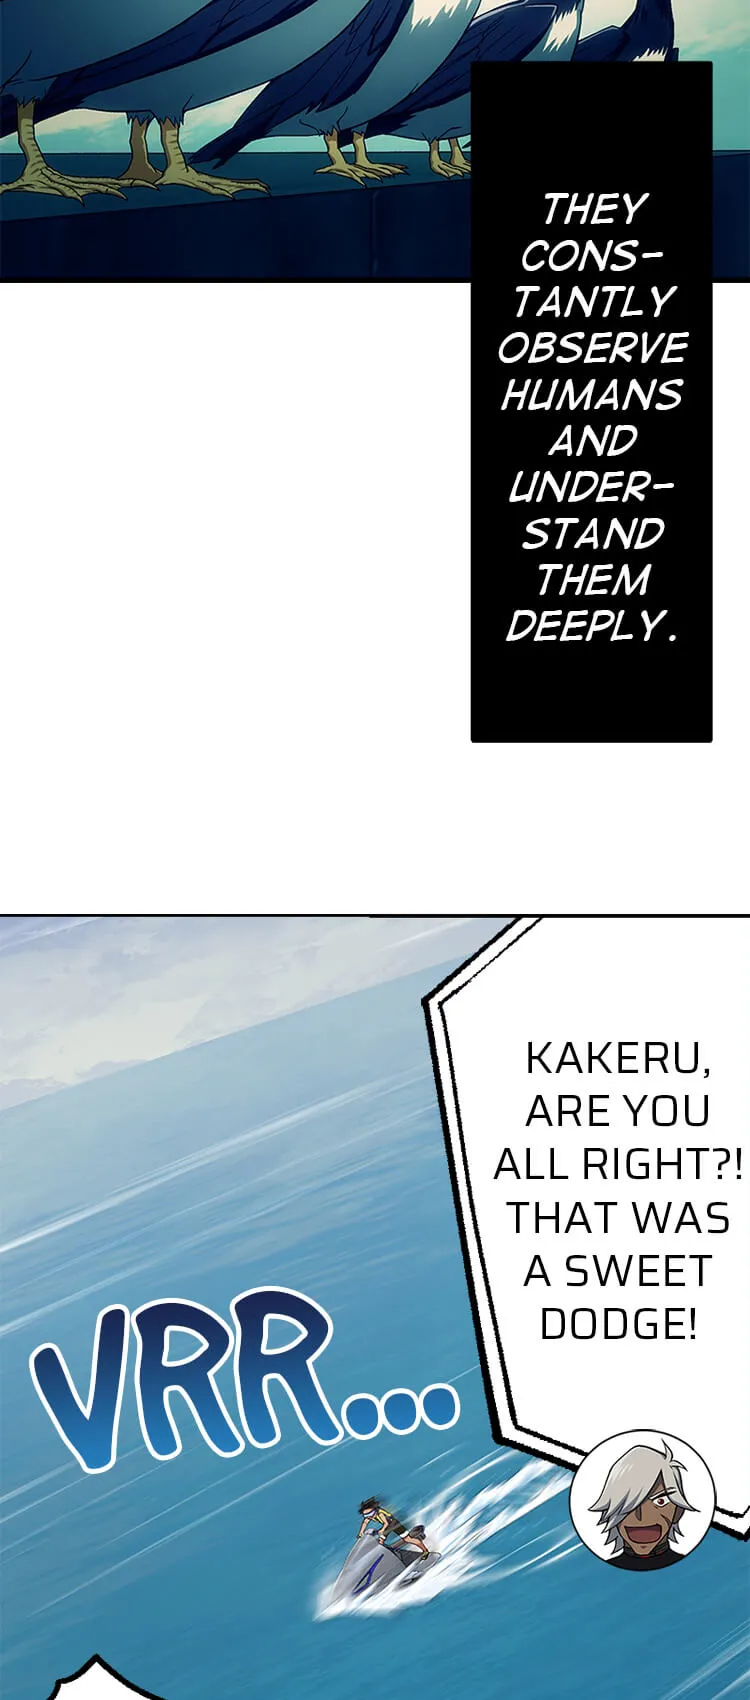 THEY
CONS-
TANTLY
OBSERVE
HUMANS
AND
UNDER-
STAND
THEM
DEEPLY.
KAKERU,
ARE YOU
ALL RIGHT?!
THAT WAS
A SWEET
DODGE!
VRR...